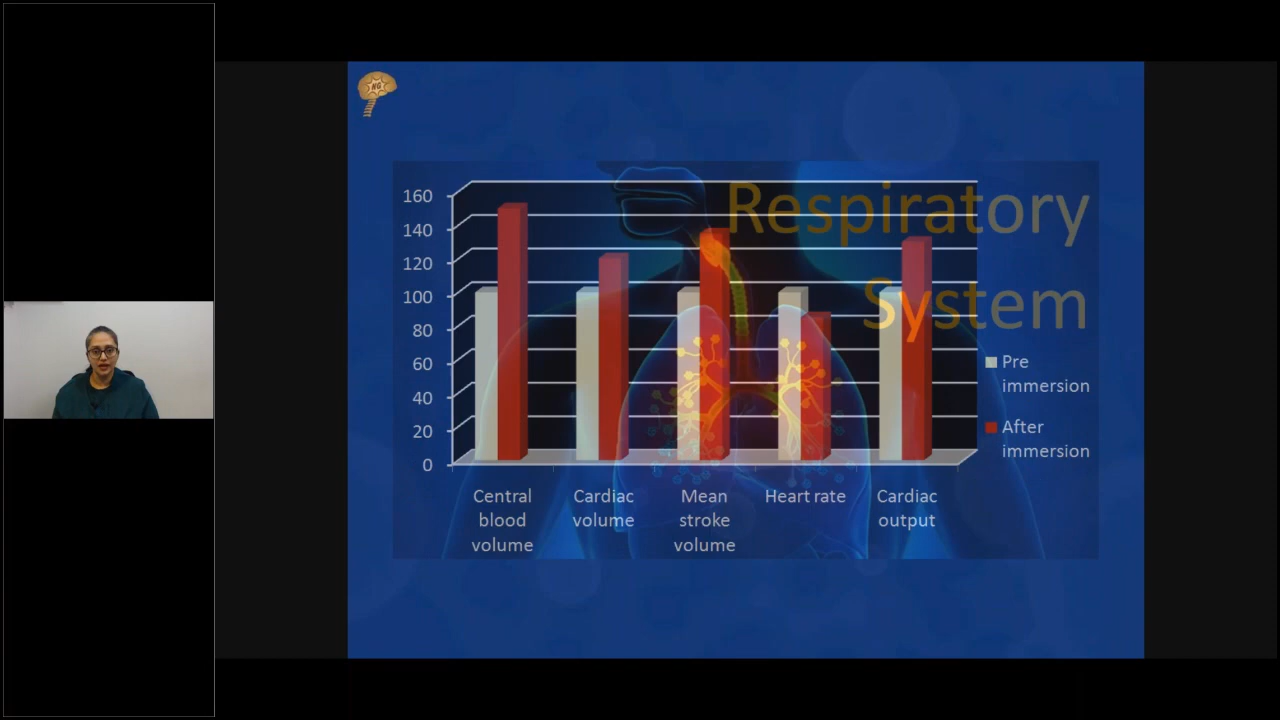 NG
Respiratory
System
160
140
120
100
80
60
40
20
0
Pre
immersion
After
immersion
Central
blood
volume
Cardiac
volume
Mean
stroke
volume
Heart rate
Cardiac
output